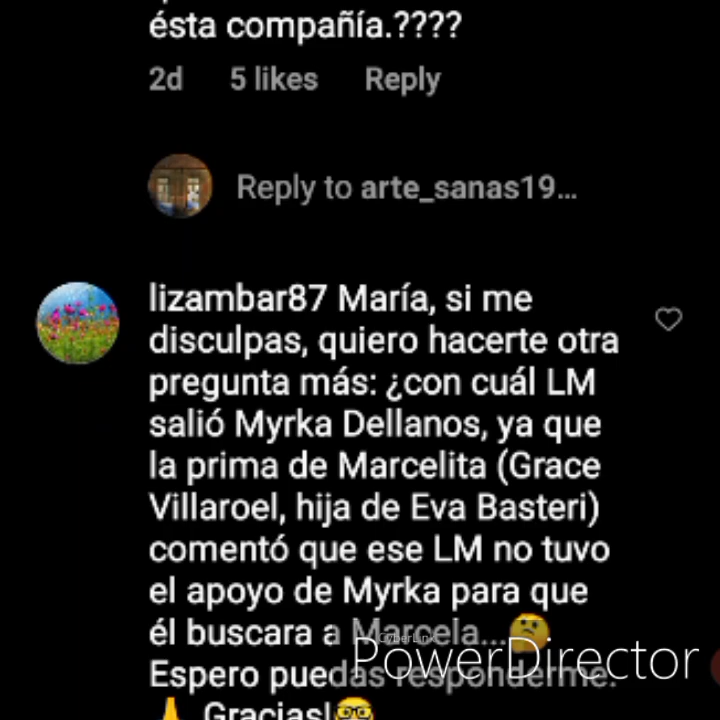 ésta compañía.????
2d 5 likes Reply
Reply to arte_sanas19...
lizambar87 María, si me
disculpas, quiero hacerte otra
pregunta más: ¿con cuál LM
salió Myrka Dellanos, ya que
la prima de Marcelita (Grace
Villaroel, hija de Eva Basteri)
comentó que ese LM no tuvo
el apoyo de Myrka para que
él buscara a Marcela...🤔
CyberLink
PowerDirector
Espero puedas responderme.
🙏 Gracias!🤓